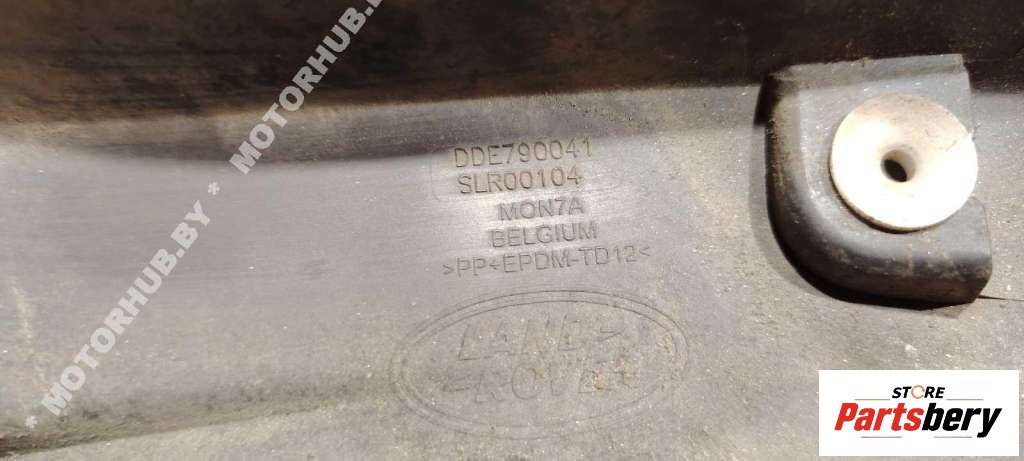 * MOTORHUB.BY * MOTORHUB.BY *
DDE790041
SLR00104
MON7A
BELGIUM
>PP+EPDM-TD12<
LAND-
-ROVER
STORE
Partsbery